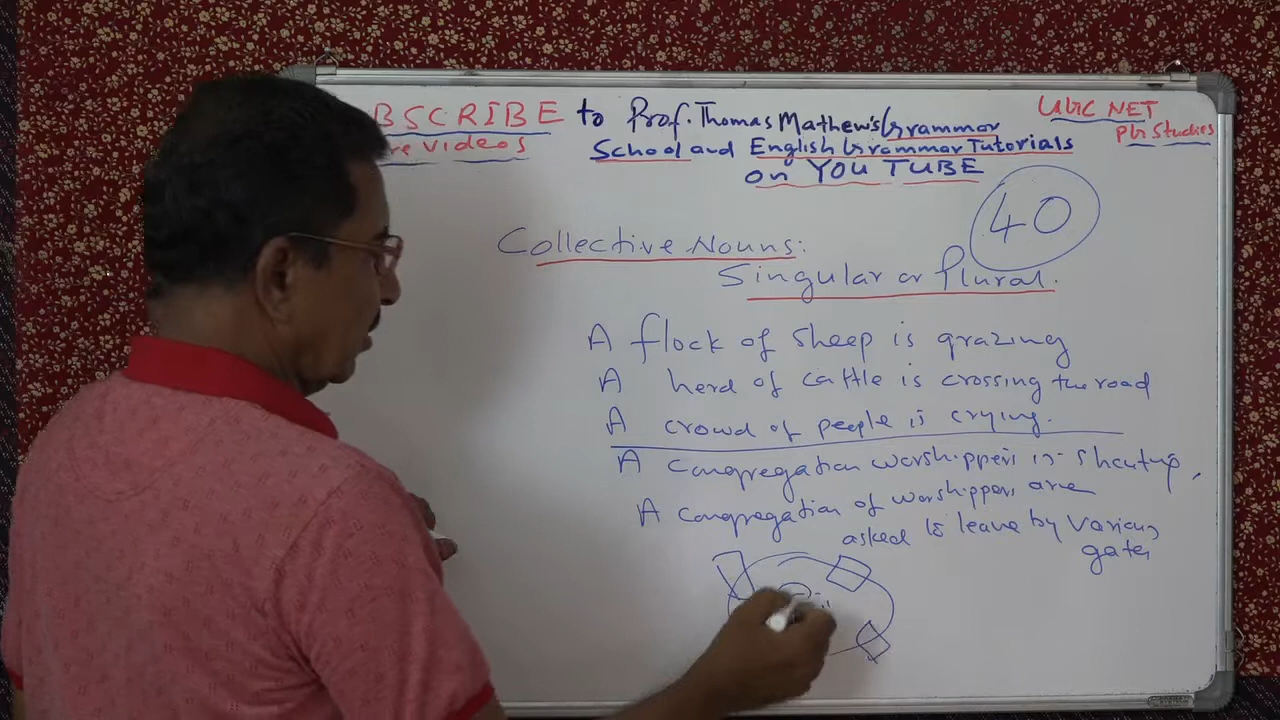 BSCRIBE to Prof. Thomas Mathew's Grammar
re videos School and English Grammar Tutorials
on YOU TUBE
UGC NET
Ph Studies
40
Collective Nouns:
Singular or Plural.
A flock of sheep is grazing
A herd of cattle is crossing the road
A crowd of people is crying.
A congregation worshippers is shouting,
A congregation of worshippers are
asked to leave by various
gates